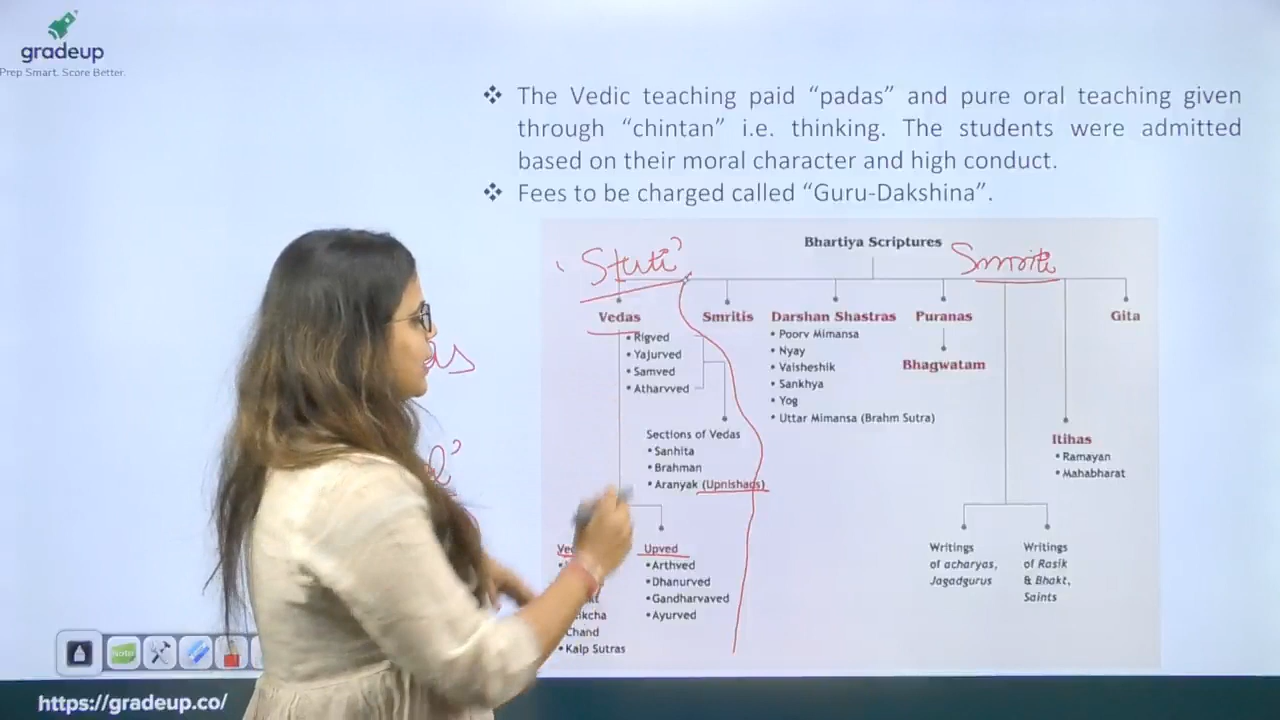 gradeup
Prep Smart. Score Better.
❖ The Vedic teaching paid “padas” and pure oral teaching given
through “chintan” i.e. thinking. The students were admitted
based on their moral character and high conduct.
❖ Fees to be charged called “Guru-Dakshina”.
Bhartiya Scriptures
‘Stuti’
Smriti
Vedas
• Rigved
• Yajurved
• Samved
• Atharvved
Sections of Vedas
• Sanhita
• Brahman
• Aranyak (Upnishads)
Upved
• Arthved
• Dhanurved
• Gandharvaved
• Ayurved
Chand
• Kalp Sutras
Smritis
Darshan Shastras
• Poorv Mimansa
• Nyay
• Vaisheshik
• Sankhya
• Yog
• Uttar Mimansa (Brahm Sutra)
Puranas
Bhagwatam
Writings
of acharyas,
Jagadgurus
Writings
of Rasik
& Bhakt,
Saints
Itihas
• Ramayan
• Mahabharat
Gita
https://gradeup.co/